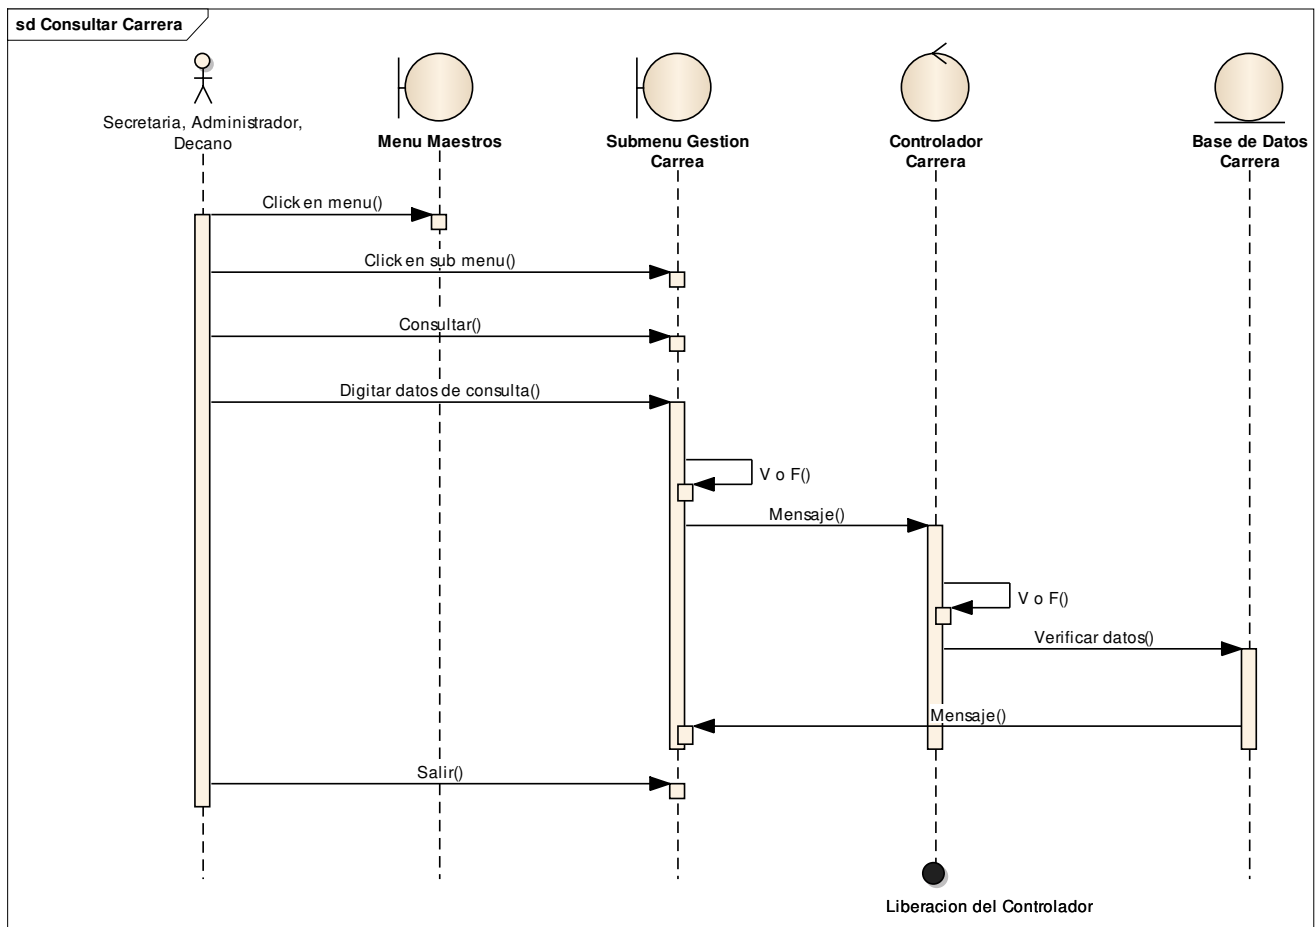 sd Consultar Carrera
Secretaria, Administrador,
Decano
Menu Maestros
Submenu Gestion
Carrea
Controlador
Carrera
Base de Datos
Carrera
Click en menu()
Click en sub menu()
Consultar()
Digitar datos de consulta()
V o F()
Mensaje()
V o F()
Verificar datos()
Mensaje()
Salir()
Liberacion del Controlador